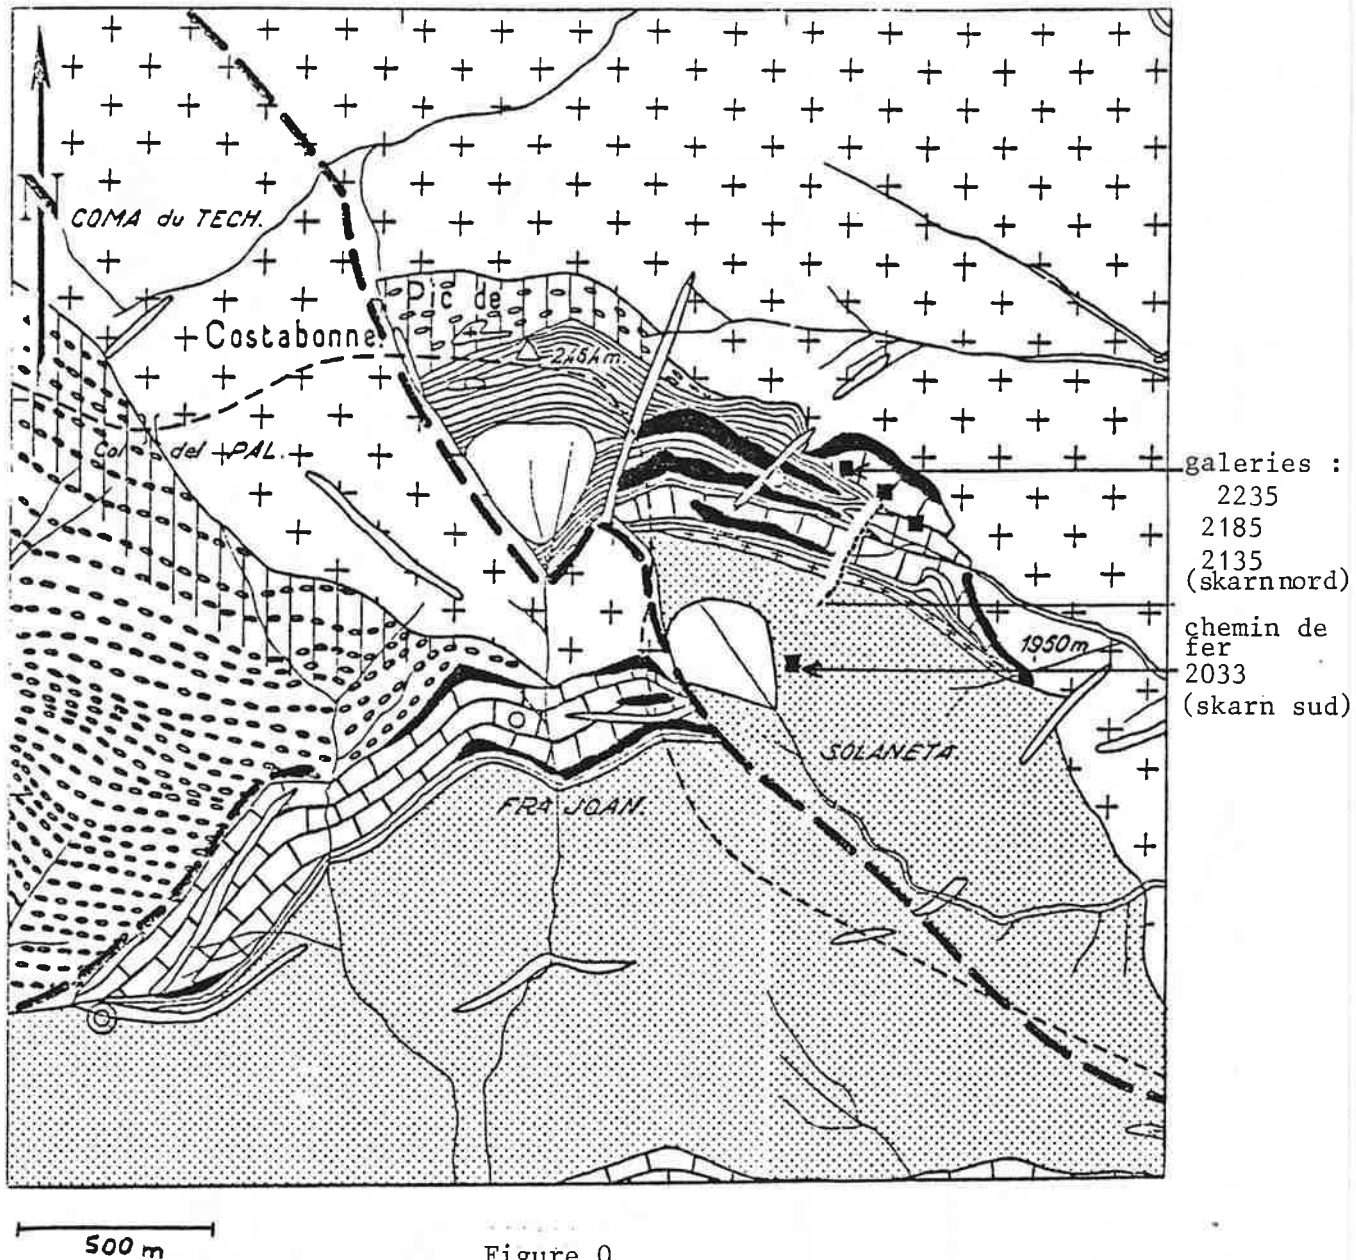 N
COMA du TECH.
Pic de
Costabonne
2464m.
Col del PAL.
galeries :
2235
2185
2135
(skarn nord)
chemin de
fer
1950m
2033
(skarn sud)
SOLANETA
FRA JOAN.
500 m
Figure 0